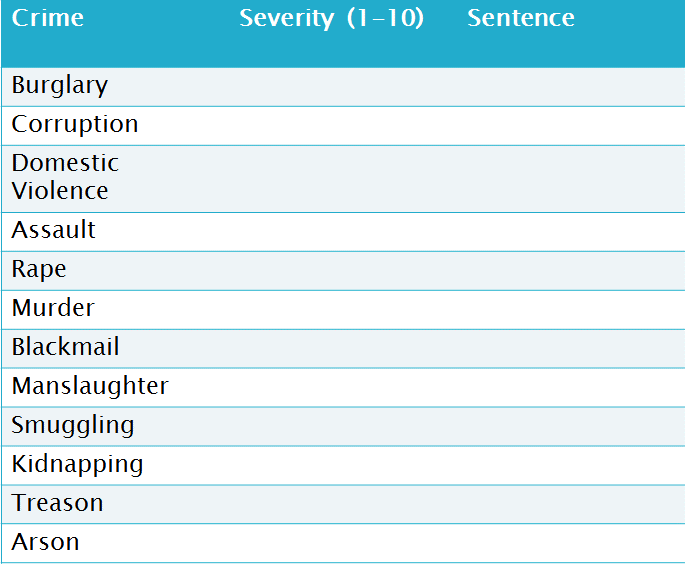 Crime Severity (1-10) Sentence
Burglary
Corruption
Domestic
Violence
Assault
Rape
Murder
Blackmail
Manslaughter
Smuggling
Kidnapping
Treason
Arson